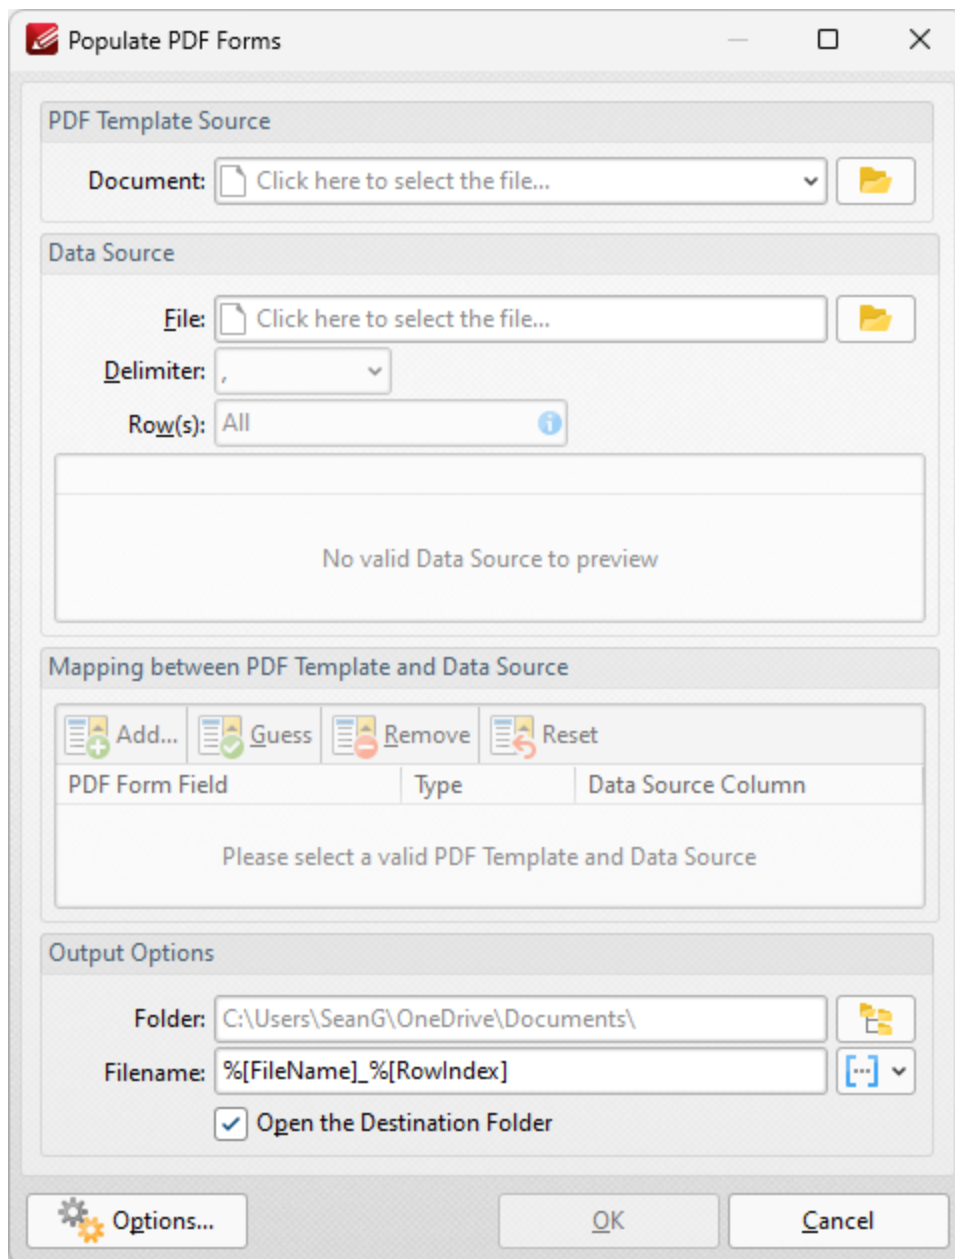 Populate PDF Forms
PDF Template Source
Document: Click here to select the file...
Data Source
File: Click here to select the file...
Delimiter: ,
Row(s): All
No valid Data Source to preview
Mapping between PDF Template and Data Source
Add... Guess Remove Reset
PDF Form Field Type Data Source Column
Please select a valid PDF Template and Data Source
Output Options
Folder: C:\Users\SeanG\OneDrive\Documents\
Filename: %[FileName]_%[RowIndex]
Open the Destination Folder
Options... OK Cancel